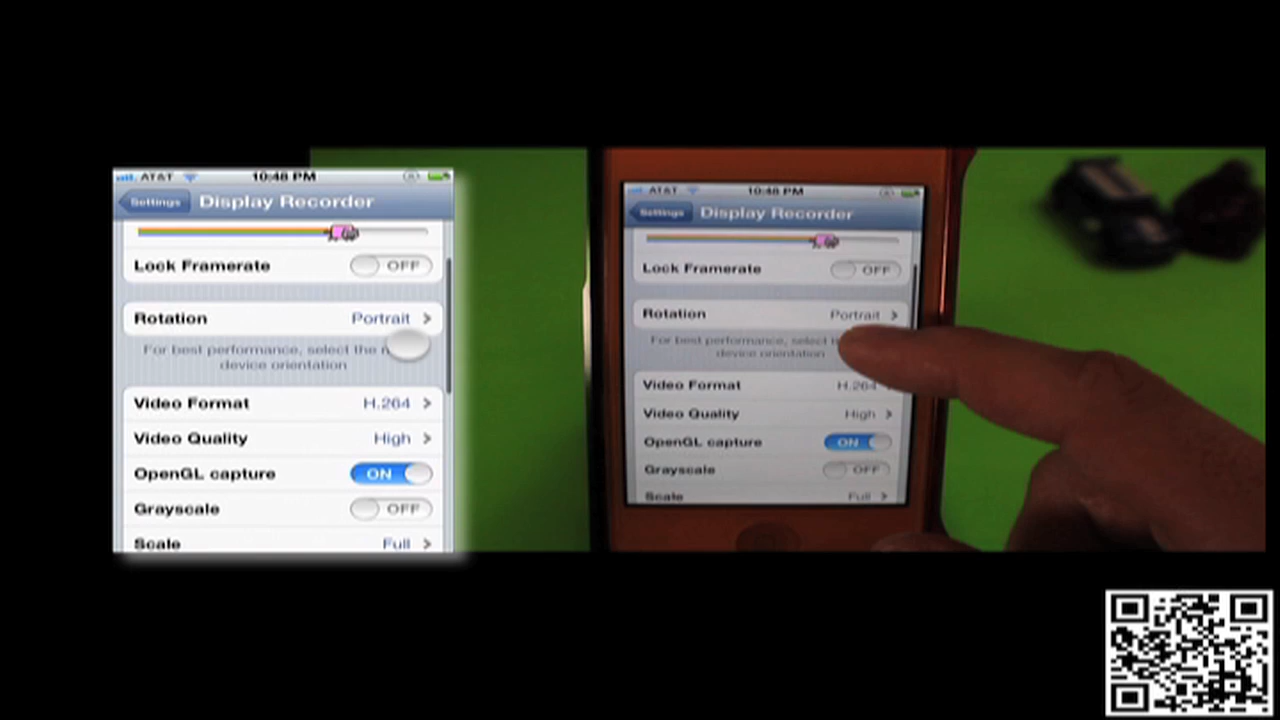 AT&T 10:48 PM
Settings Display Recorder
Lock Framerate OFF
Rotation Portrait
For best performance, select the
device orientation
Video Format H.264
Video Quality High
OpenGL capture ON
Grayscale OFF
Scale Full
AT&T 10:48 PM
Settings Display Recorder
Lock Framerate OFF
Rotation Portrait
For best performance, select
device orientation
Video Format H.264
Video Quality High
OpenGL capture ON
Grayscale OFF
Scale Full